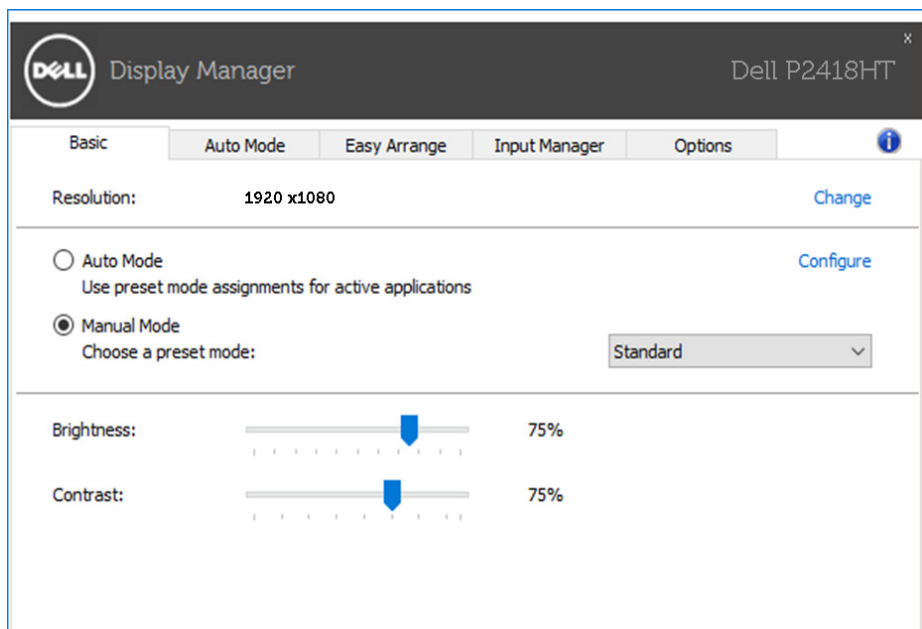 x
DELL Display Manager Dell P2418HT
Basic Auto Mode Easy Arrange Input Manager Options i
Resolution: 1920 x1080 Change
Auto Mode Configure
Use preset mode assignments for active applications
Manual Mode
Choose a preset mode: Standard
Brightness: 75%
Contrast: 75%